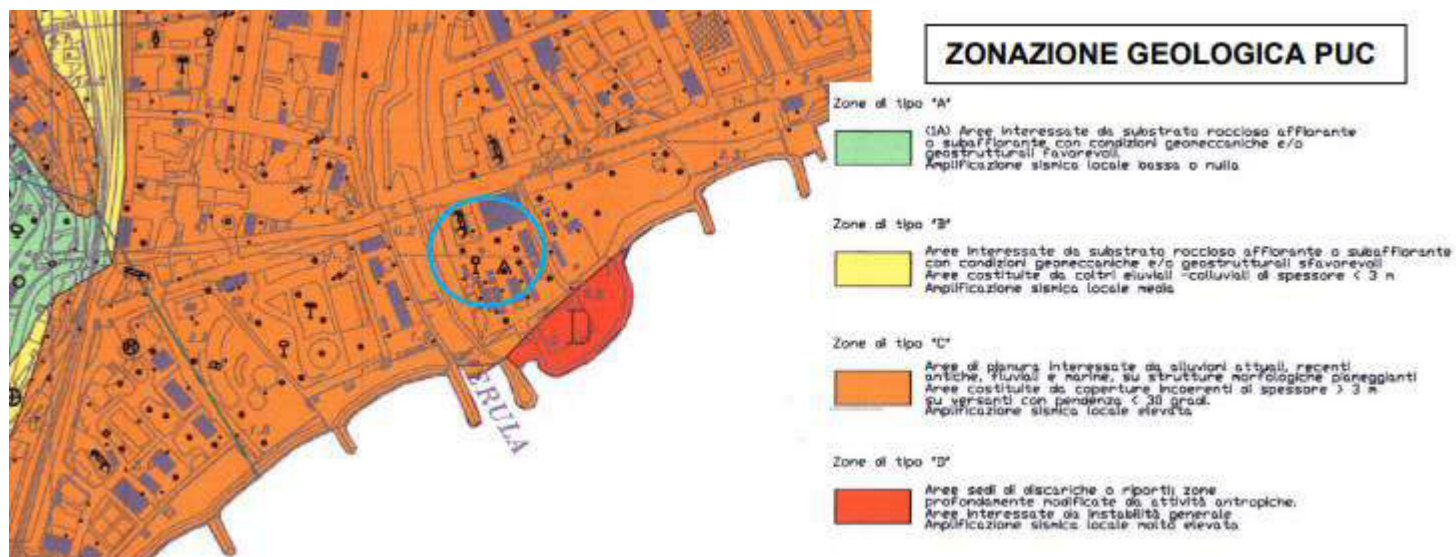 ZONAZIONE GEOLOGICA PUC
Zone di tipo "A"
(1A) Aree interessate da substrato roccioso affiorante
o subaffiorante con condizioni geomeccaniche e/o
geostrutturali favorevoli.
Amplificazione sismica locale bassa o nulla
Zone di tipo "B"
Aree interessate da substrato roccioso affiorante o subaffiorante
con condizioni geomeccaniche e/o geostrutturali sfavorevoli
Aree costituite da coltri eluviali -colluviali di spessore < 3 m
Amplificazione sismica locale media
Zone di tipo "C"
Aree di pianura interessate da alluvioni attuali, recenti
antiche, fluviali e marine, su strutture morfologiche pianeggianti
Aree costituite da coperture incoerenti di spessore > 3 m
su versanti con pendenza < 30 gradi.
Amplificazione sismica locale elevata
Zone di tipo "D"
Aree sedi di discariche o riporti; zone
profondamente modificate da attività antropiche.
Aree interessate da instabilità generale
Amplificazione sismica locale molto elevata
D
ERULA